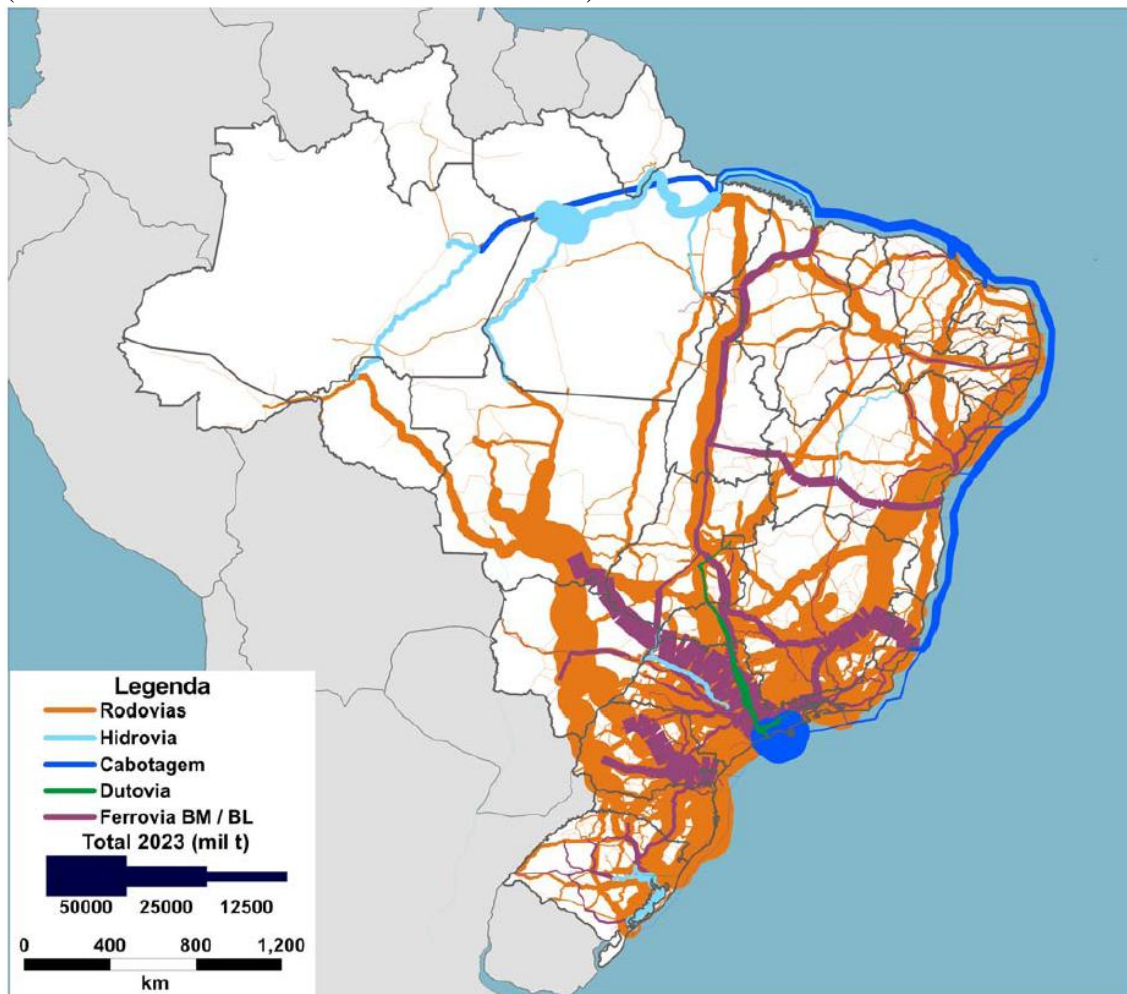 Legenda
Rodovias
Hidrovia
Cabotagem
Dutovia
Ferrovia BM / BL
Total 2023 (mil t)
50000 25000 12500
0 400 800 1,200
km